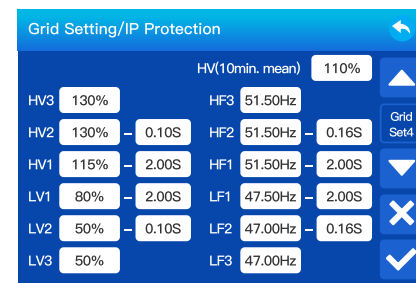 Grid Setting/IP Protection
HV(10min. mean) 110%
HV3 130% HF3 51.50Hz
HV2 130% – 0.10S HF2 51.50Hz – 0.16S
Grid
Set4
HV1 115% – 2.00S HF1 51.50Hz – 2.00S
LV1 80% – 2.00S LF1 47.50Hz – 2.00S
LV2 50% – 0.10S LF2 47.00Hz – 0.16S
LV3 50% LF3 47.00Hz